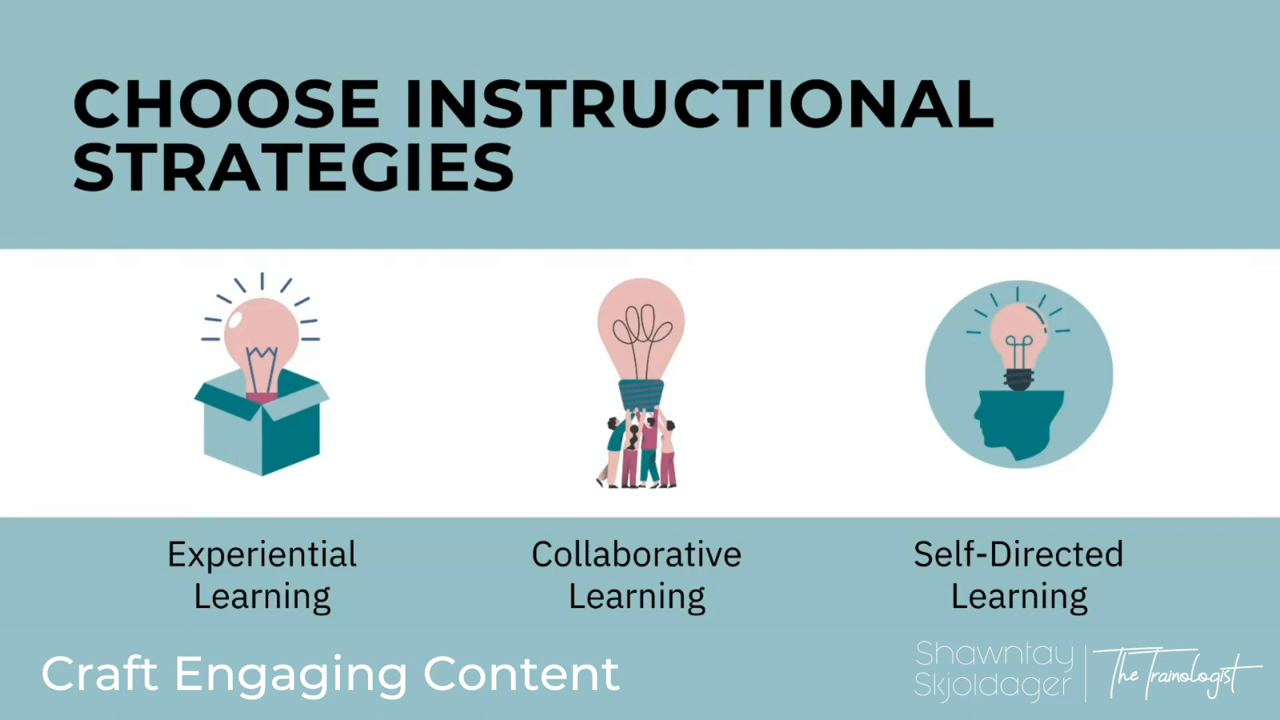 CHOOSE INSTRUCTIONAL
STRATEGIES
Experiential
Learning
Collaborative
Learning
Self-Directed
Learning
Craft Engaging Content
Shawntay
Skjoldager
The Trainologist